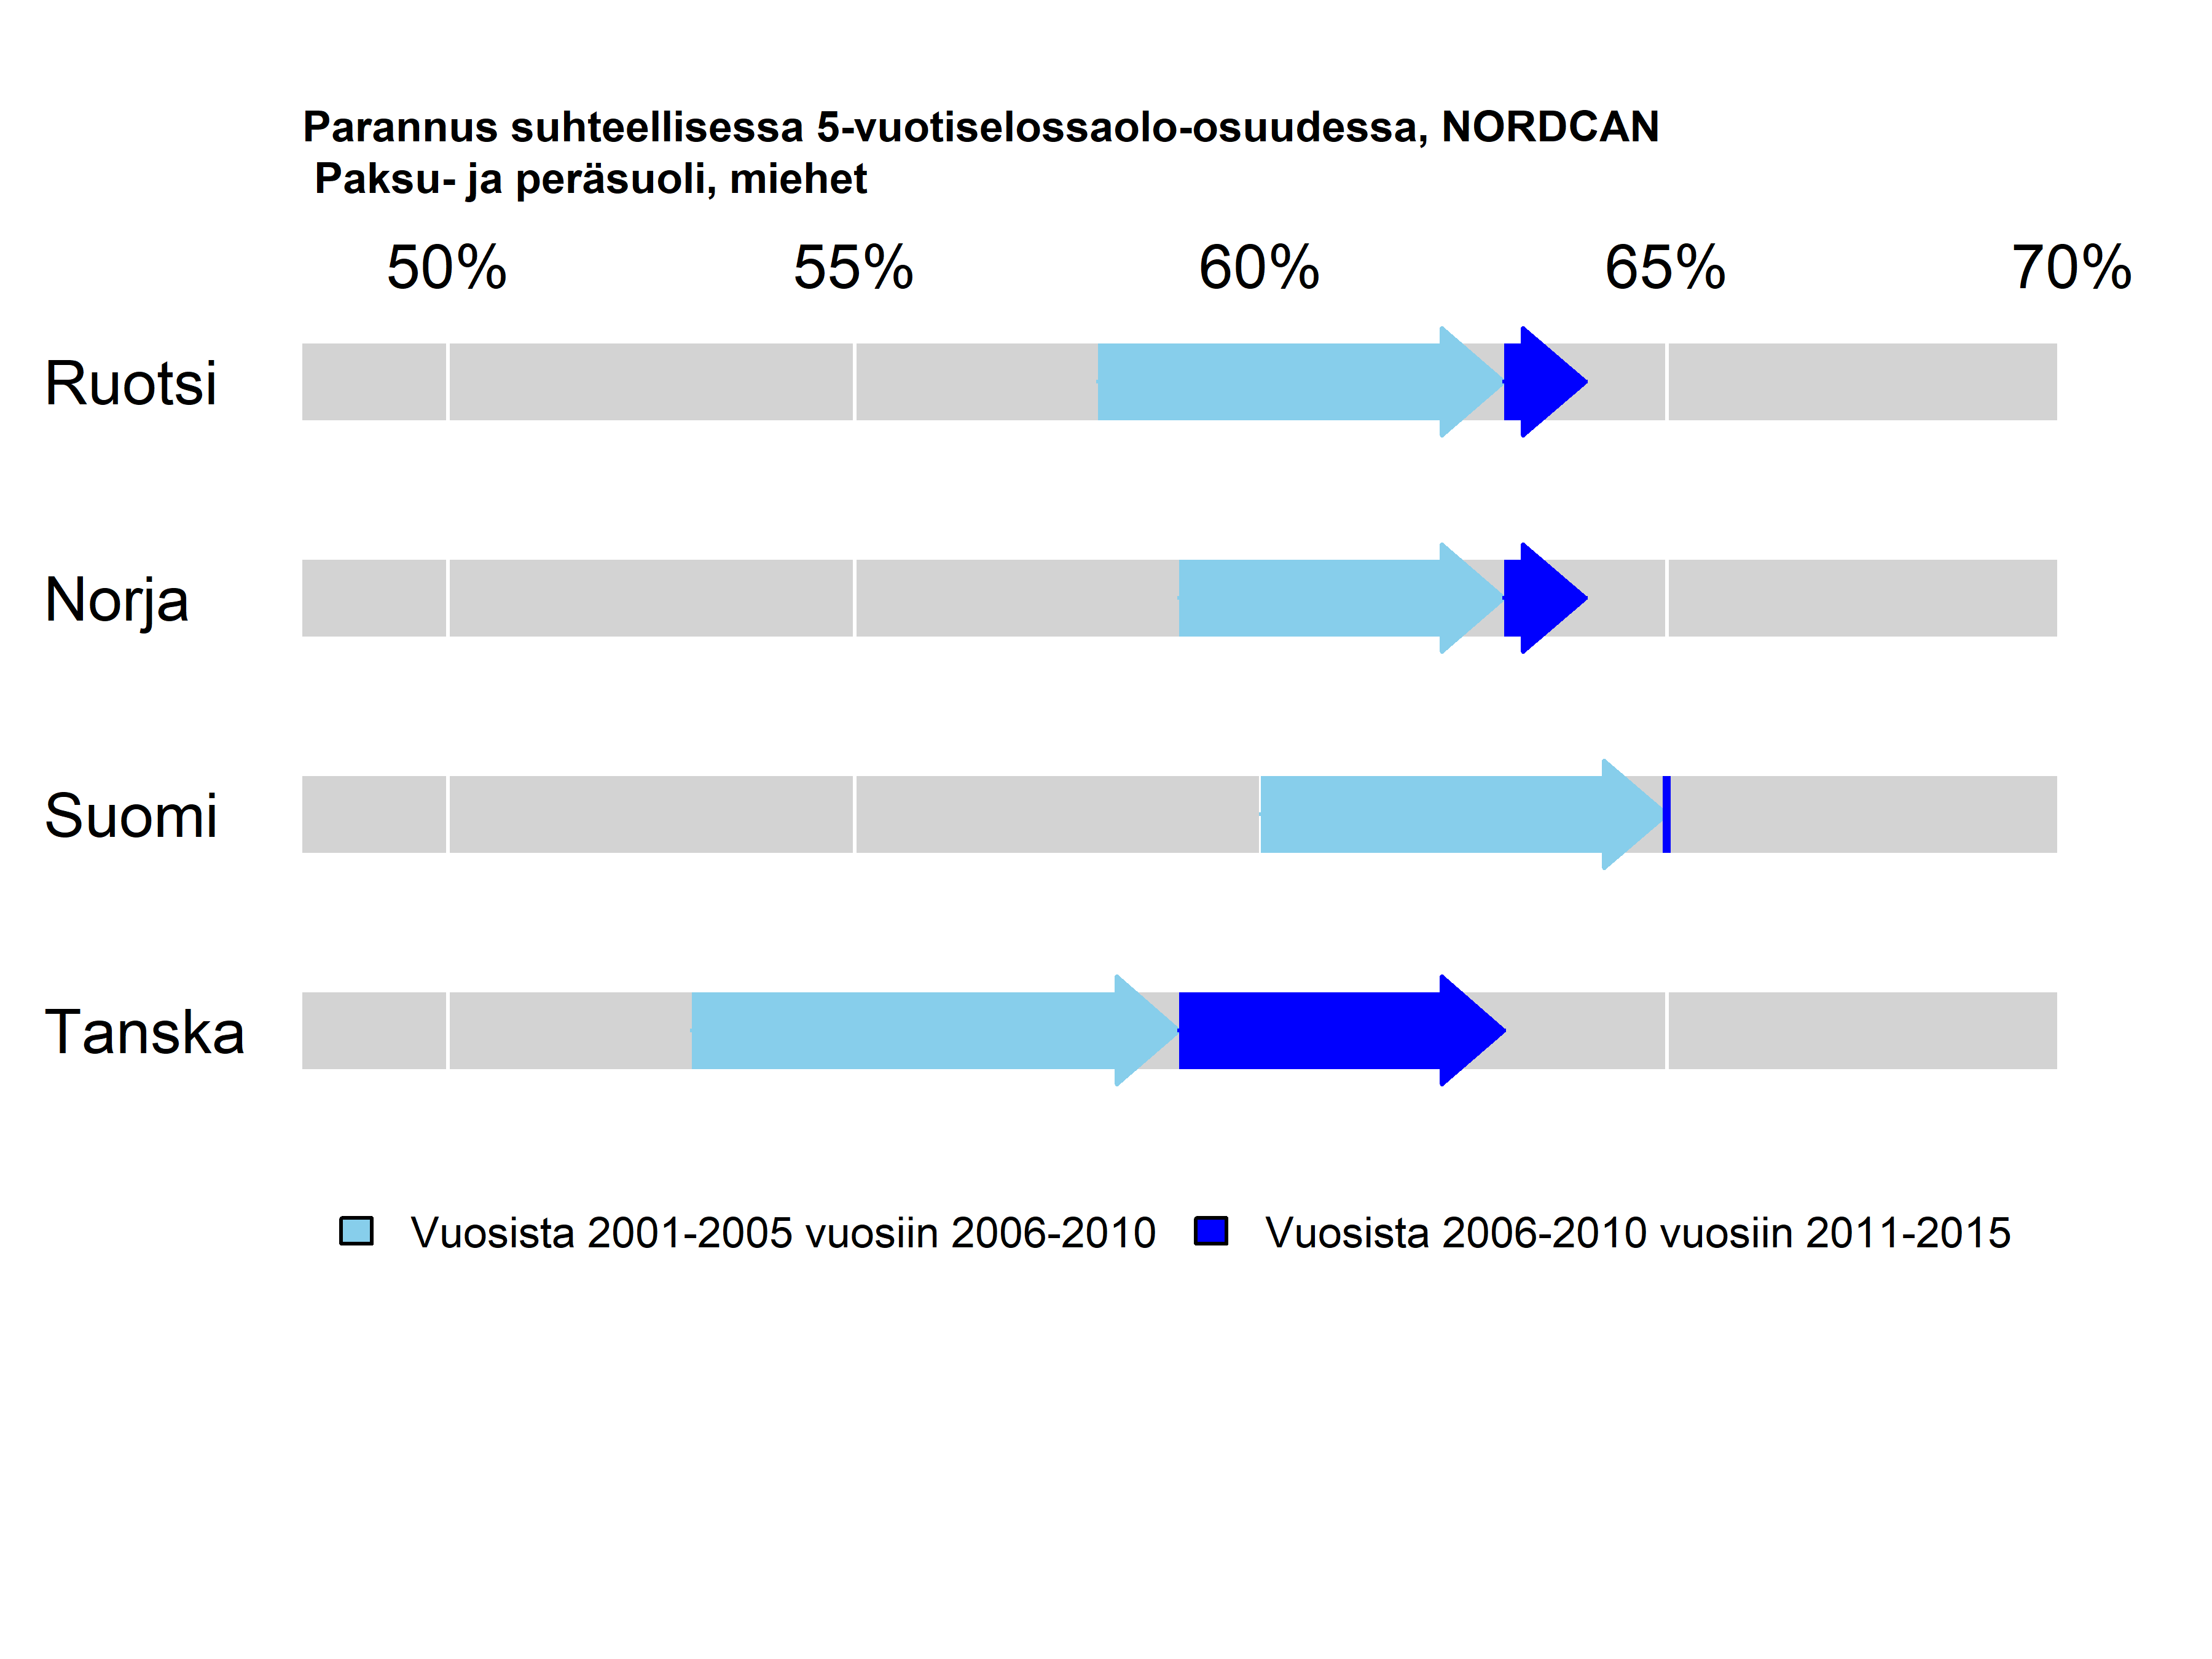 Parannus suhteellisessa 5-vuotiselossaolo-osuudessa, NORDCAN
Paksu- ja peräsuoli, miehet
50% 55% 60% 65% 70%
Ruotsi
Norja
Suomi
Tanska
Vuosista 2001-2005 vuosiin 2006-2010 Vuosista 2006-2010 vuosiin 2011-2015